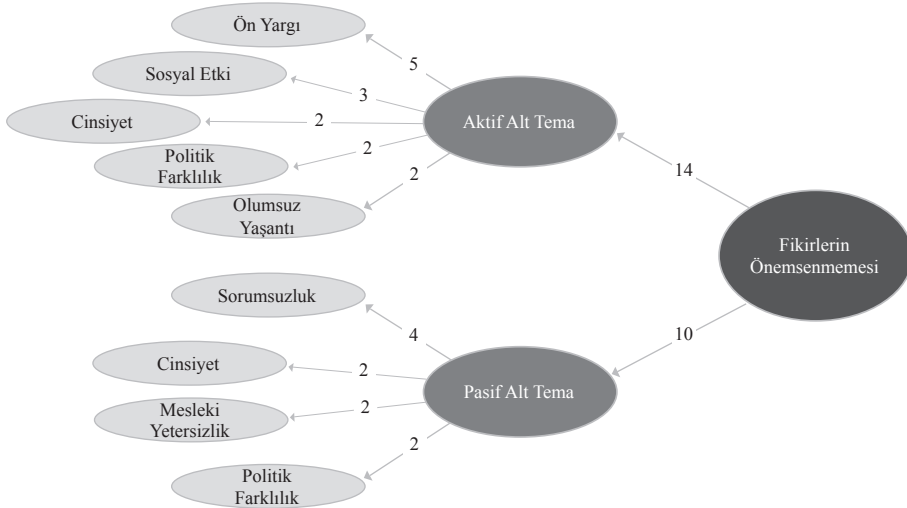 Ön Yargı
5
Sosyal Etki
3
Cinsiyet
2
Aktif Alt Tema
Politik
Farklılık
2
2
14
Olumsuz
Yaşantı
Fikirlerin
Önemsenmemesi
Sorumsuzluk
4
10
Cinsiyet
2
Pasif Alt Tema
Mesleki
Yetersizlik
2
2
Politik
Farklılık